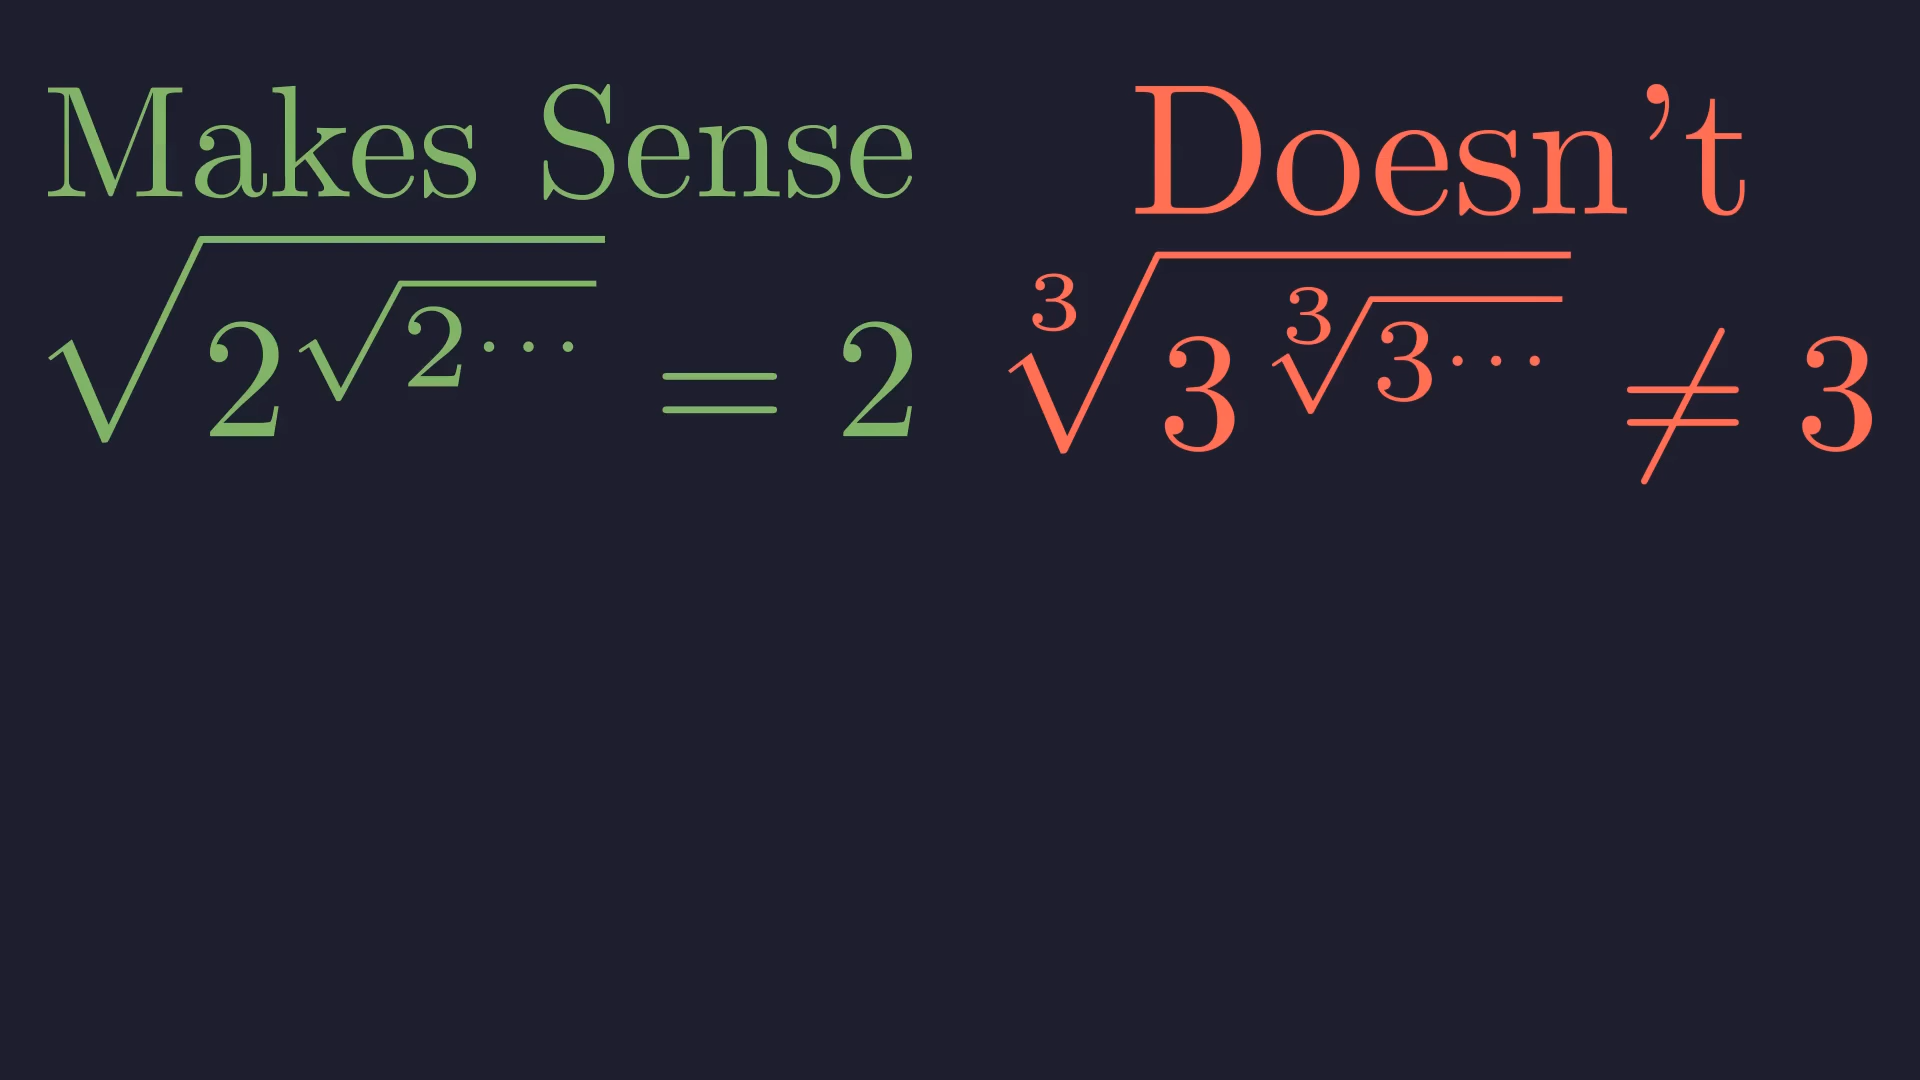 Makes Sense
Doesn't
√(2^√(2⋯)) = 2
∛(3^∛(3⋯)) ≠ 3